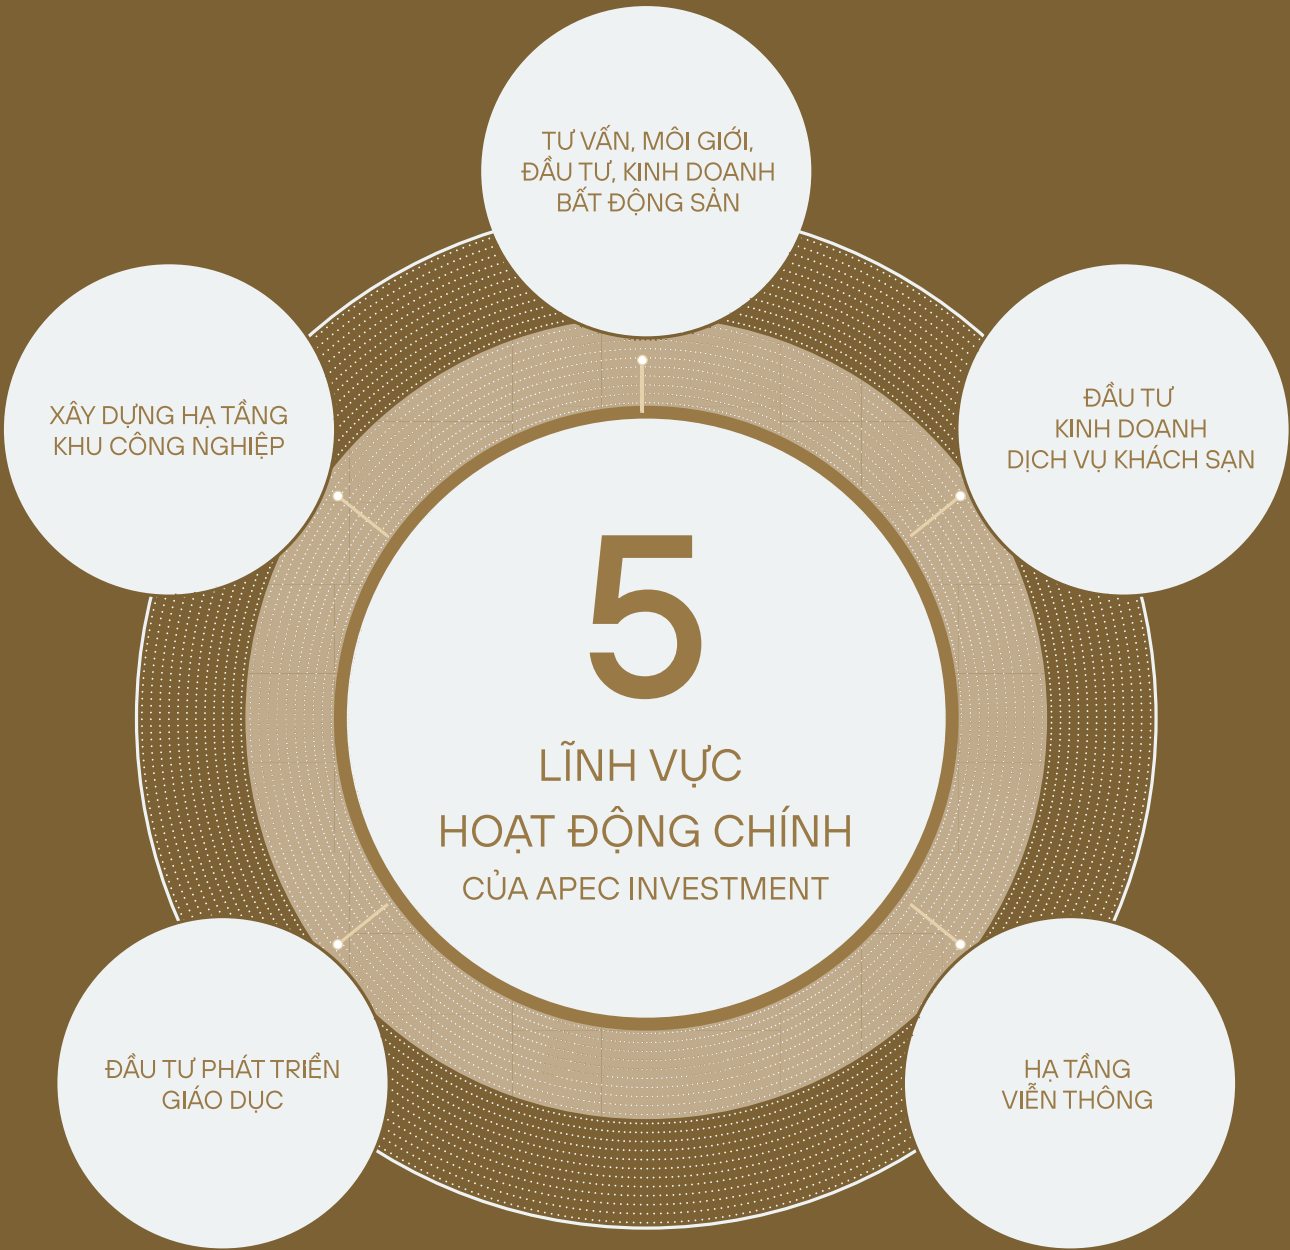 TƯ VẤN, MÔI GIỚI,
ĐẦU TƯ, KINH DOANH
BẤT ĐỘNG SẢN
XÂY DỰNG HẠ TẦNG
KHU CÔNG NGHIỆP
ĐẦU TƯ
KINH DOANH
DỊCH VỤ KHÁCH SẠN
5
LĨNH VỰC
HOẠT ĐỘNG CHÍNH
CỦA APEC INVESTMENT
ĐẦU TƯ PHÁT TRIỂN
GIÁO DỤC
HẠ TẦNG
VIỄN THÔNG